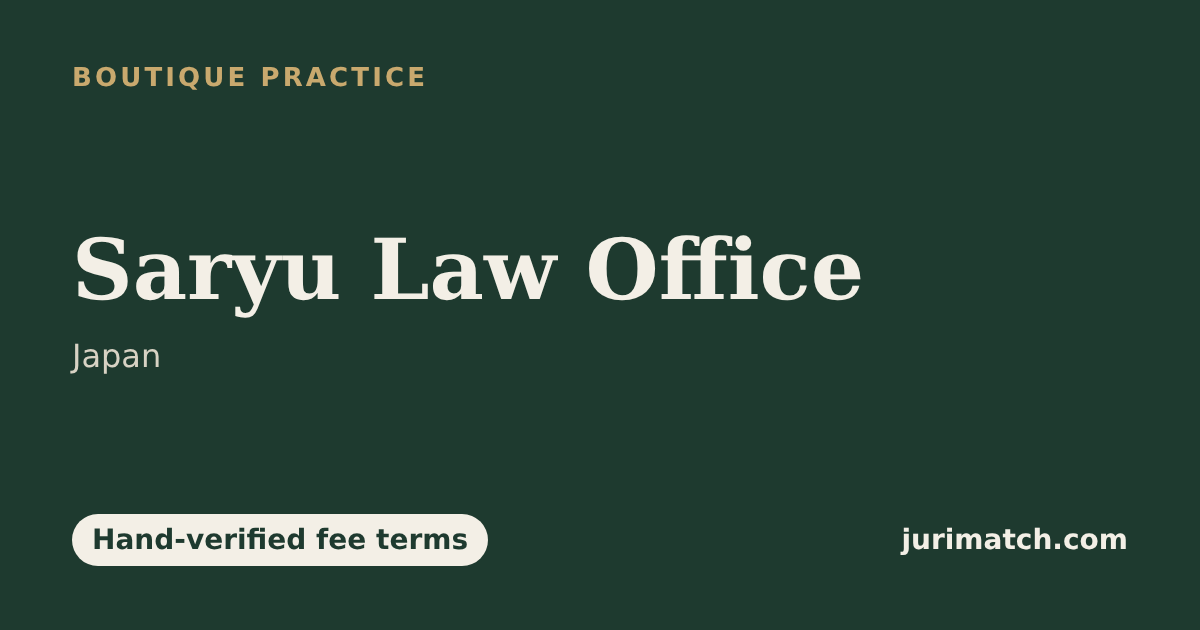 BOUTIQUE PRACTICE
Saryu Law Office
Japan
Hand-verified fee terms
jurimatch.com